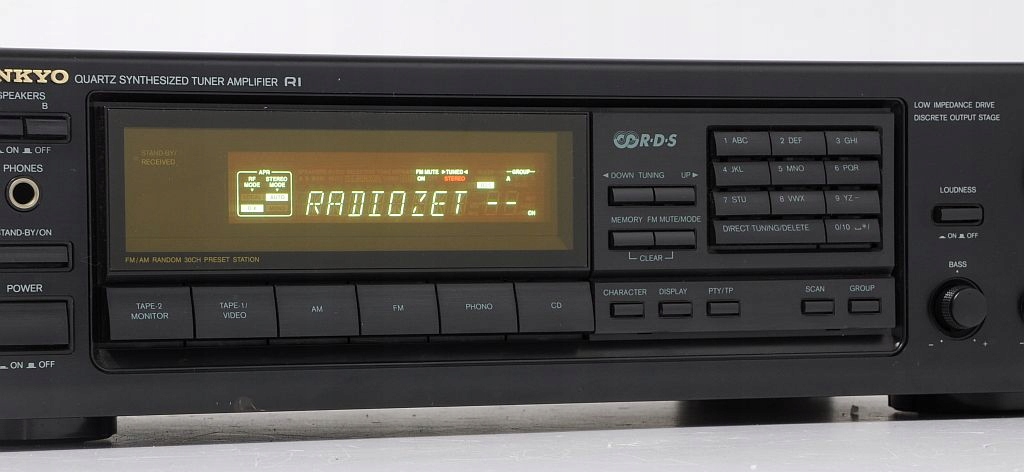 NKYO QUARTZ SYNTHESIZED TUNER AMPLIFIER R1
SPEAKERS
B
ON OFF
PHONES
STAND-BY/ON
POWER
ON OFF
STAND-BY/
RECEIVED
APR
RF MODE
STEREO MODE
AUTO
FM MUTE
ON
TUNED
STEREO
GROUP
A
RADIOZET --
CH
FM/AM RANDOM 30CH PRESET STATION
R·D·S
DOWN TUNING UP
MEMORY FM MUTE/MODE
CLEAR
1 ABC 2 DEF 3 GHI
4 JKL 5 MNO 6 PQR
7 STU 8 VWX 9 YZ-
DIRECT TUNING/DELETE 0/10
TAPE-2
MONITOR
TAPE-1/
VIDEO
AM
FM
PHONO
CD
CHARACTER DISPLAY PTY/TP SCAN GROUP
LOW IMPEDANCE DRIVE
DISCRETE OUTPUT STAGE
LOUDNESS
ON OFF
BASS
- +